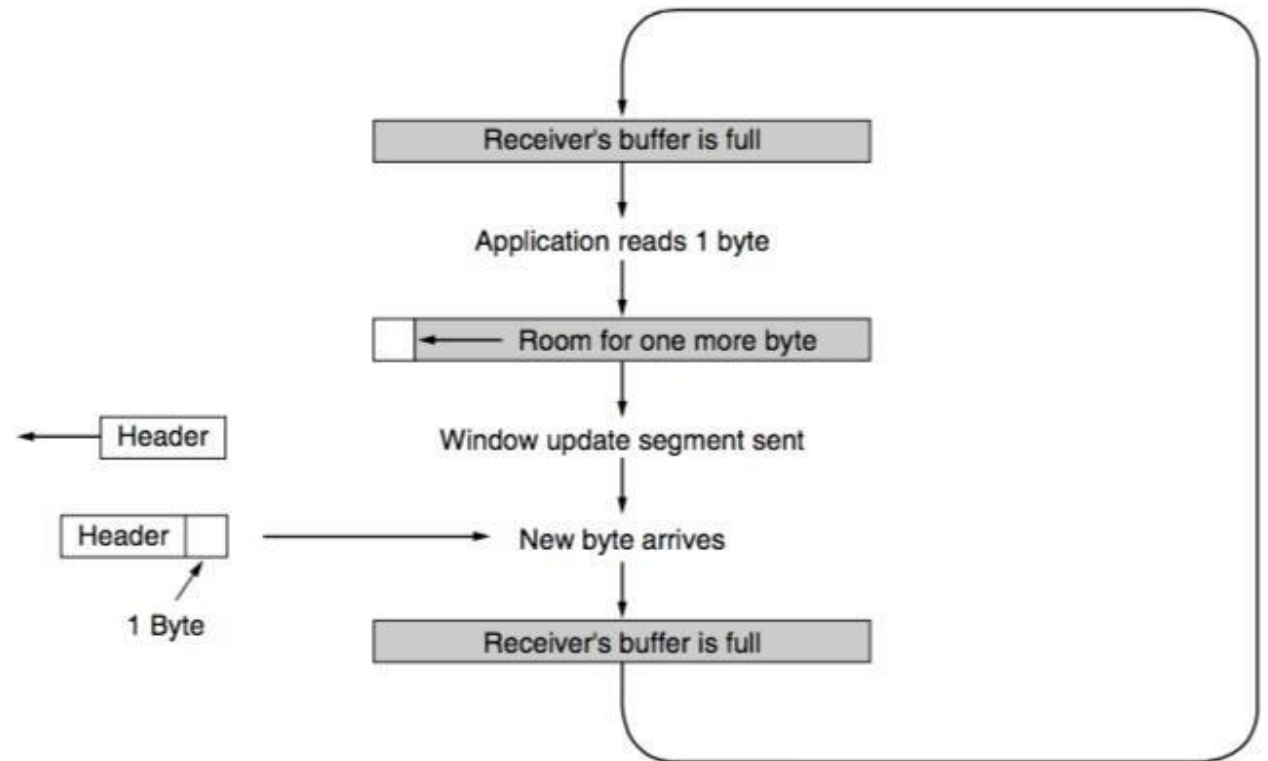 Receiver's buffer is full
Application reads 1 byte
Room for one more byte
Header
Window update segment sent
Header
New byte arrives
1 Byte
Receiver's buffer is full